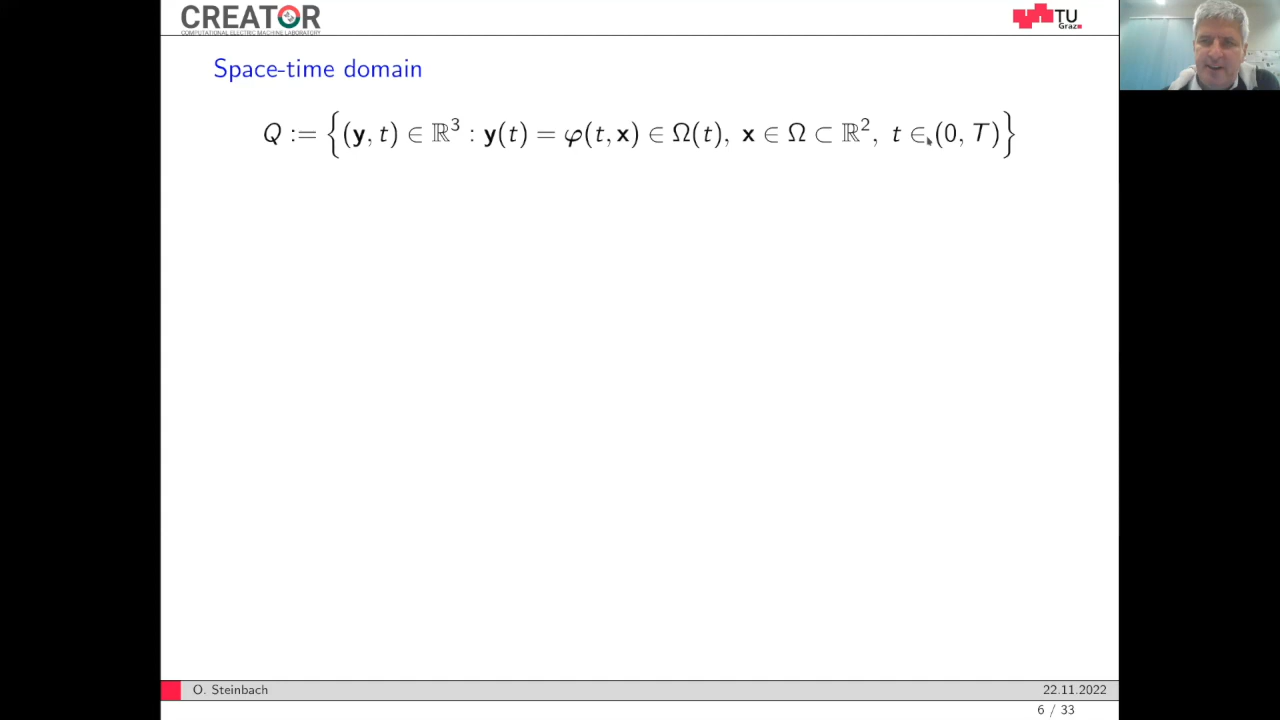 CREATOR
COMPUTATIONAL ELECTRIC MACHINE LABORATORY
TU
Graz
Space-time domain
Q := {(y, t) ∈ ℝ³ : y(t) = φ(t, x) ∈ Ω(t), x ∈ Ω ⊂ ℝ², t ∈ (0, T)}
O. Steinbach
22.11.2022
6 / 33